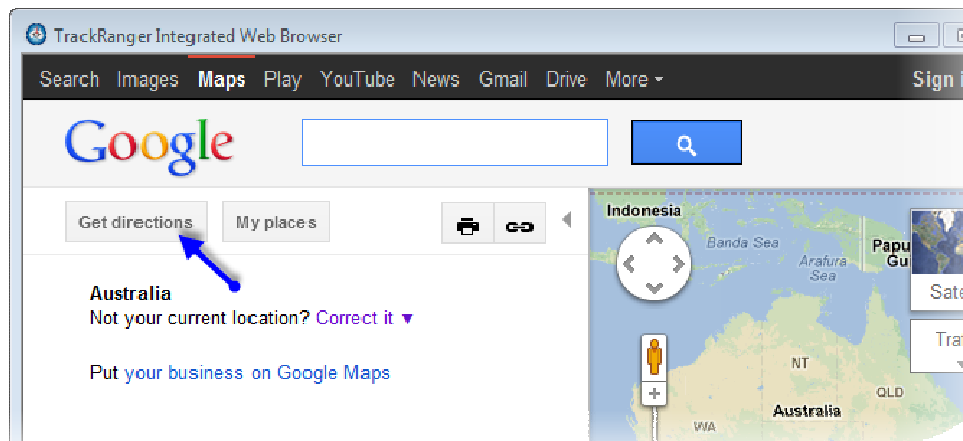 TrackRanger Integrated Web Browser
Search Images Maps Play YouTube News Gmail Drive More
Sign
Google
Get directions My places
Australia
Not your current location? Correct it ▼
Put your business on Google Maps
Indonesia
Banda Sea
Arafura
Sea
Papu
Gu
Sate
Tra
NT
QLD
WA
Australia